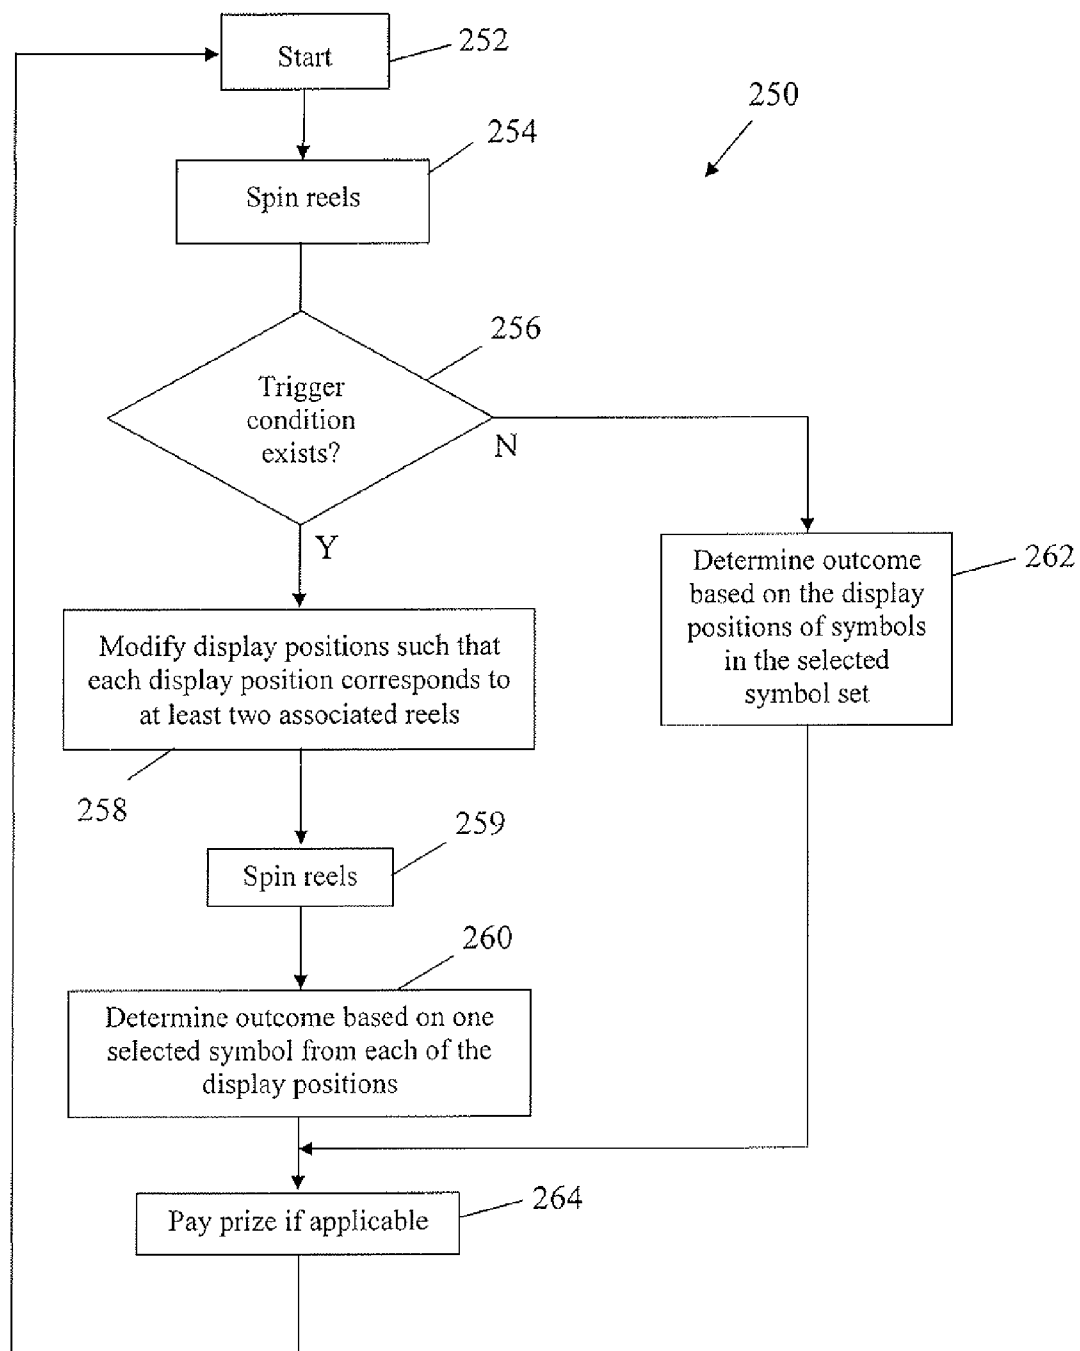 Start
252
250
254
Spin reels
256
Trigger
condition
exists?
N
Y
Determine outcome
based on the display
positions of symbols
in the selected
symbol set
262
Modify display positions such that
each display position corresponds to
at least two associated reels
258
259
Spin reels
260
Determine outcome based on one
selected symbol from each of the
display positions
264
Pay prize if applicable